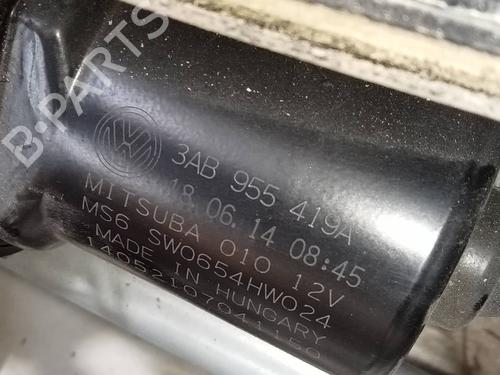 B-PARTS
3AB 955 419A
18.06.14 08:45
MITSUBA 010 12V
MS6 SW0654HW024
MADE IN HUNGARY